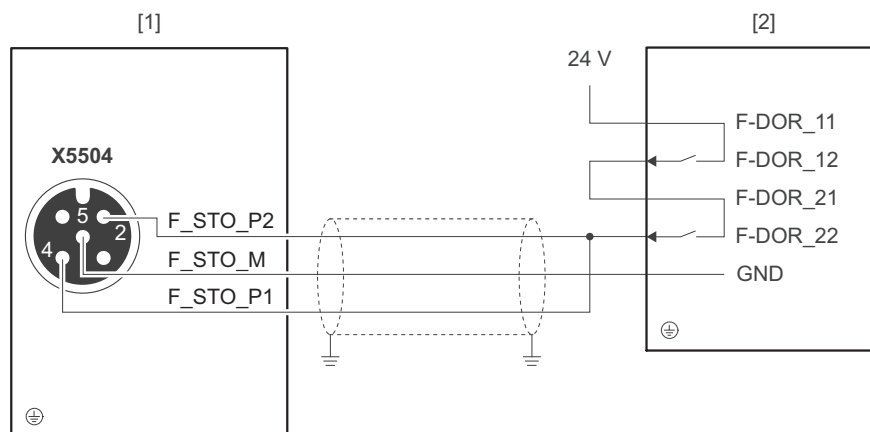 [1]
[2]
24 V
F-DOR_11
X5504
F-DOR_12
F-DOR_21
5
F_STO_P2
2
F-DOR_22
4
F_STO_M
GND
F_STO_P1